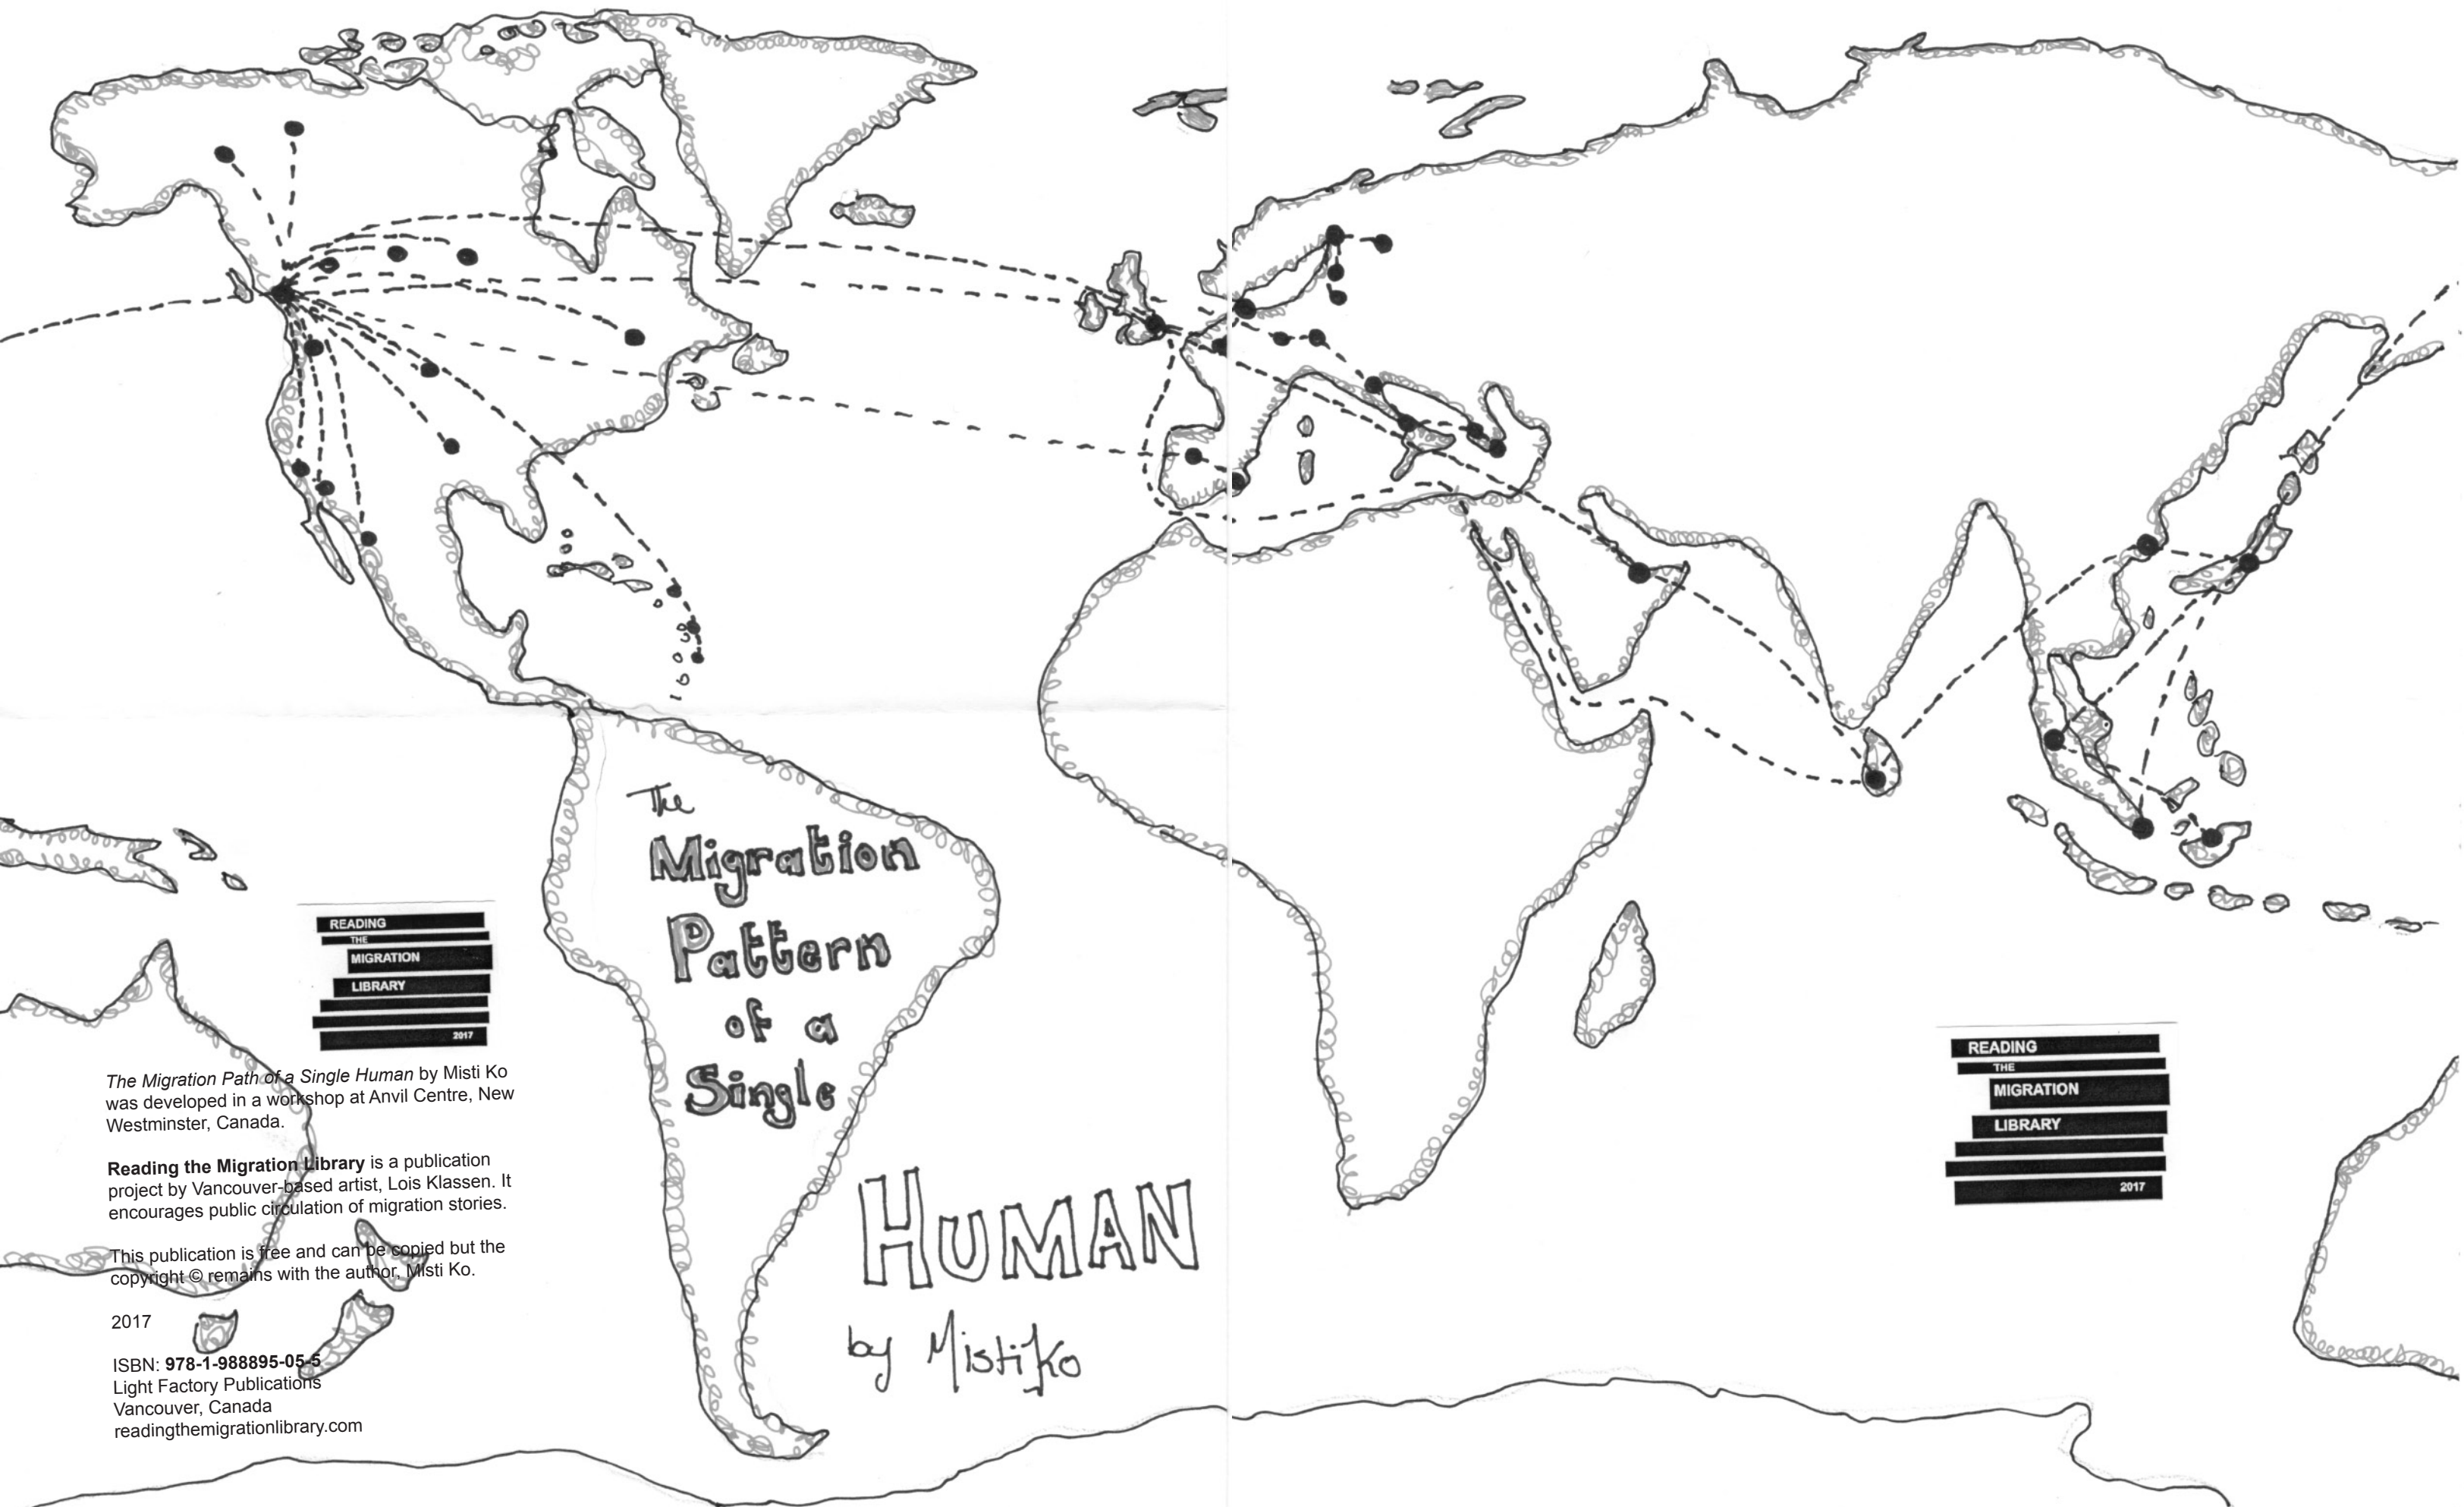 The
Migration
Pattern
of a
Single
HUMAN
by MistiKo
READING
THE
MIGRATION
LIBRARY
2017
The Migration Path of a Single Human by Misti Ko
was developed in a workshop at Anvil Centre, New
Westminster, Canada.
Reading the Migration Library is a publication
project by Vancouver-based artist, Lois Klassen. It
encourages public circulation of migration stories.
This publication is free and can be copied but the
copyright © remains with the author, MIsti Ko.
2017
ISBN: 978-1-988895-05-5
Light Factory Publications
Vancouver, Canada
readingthemigrationlibrary.com
READING
THE
MIGRATION
LIBRARY
2017